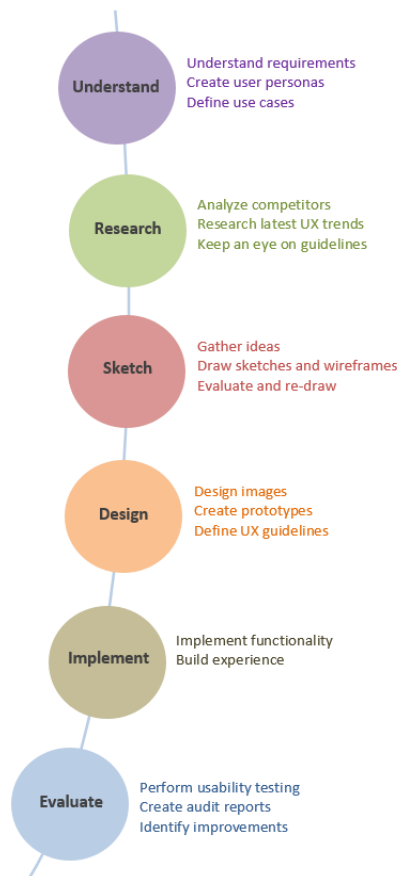 Understand
Understand requirements
Create user personas
Define use cases
Research
Analyze competitors
Research latest UX trends
Keep an eye on guidelines
Sketch
Gather ideas
Draw sketches and wireframes
Evaluate and re-draw
Design
Design images
Create prototypes
Define UX guidelines
Implement
Implement functionality
Build experience
Evaluate
Perform usability testing
Create audit reports
Identify improvements